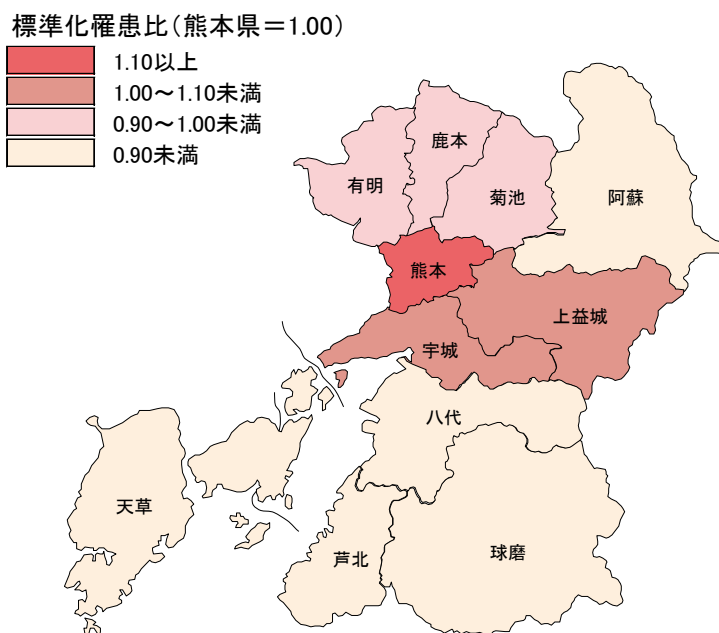 標準化罹患比(熊本県＝1.00)
1.10以上
1.00～1.10未満
0.90～1.00未満
0.90未満
鹿本
有明
菊池
阿蘇
熊本
上益城
宇城
八代
天草
芦北
球磨